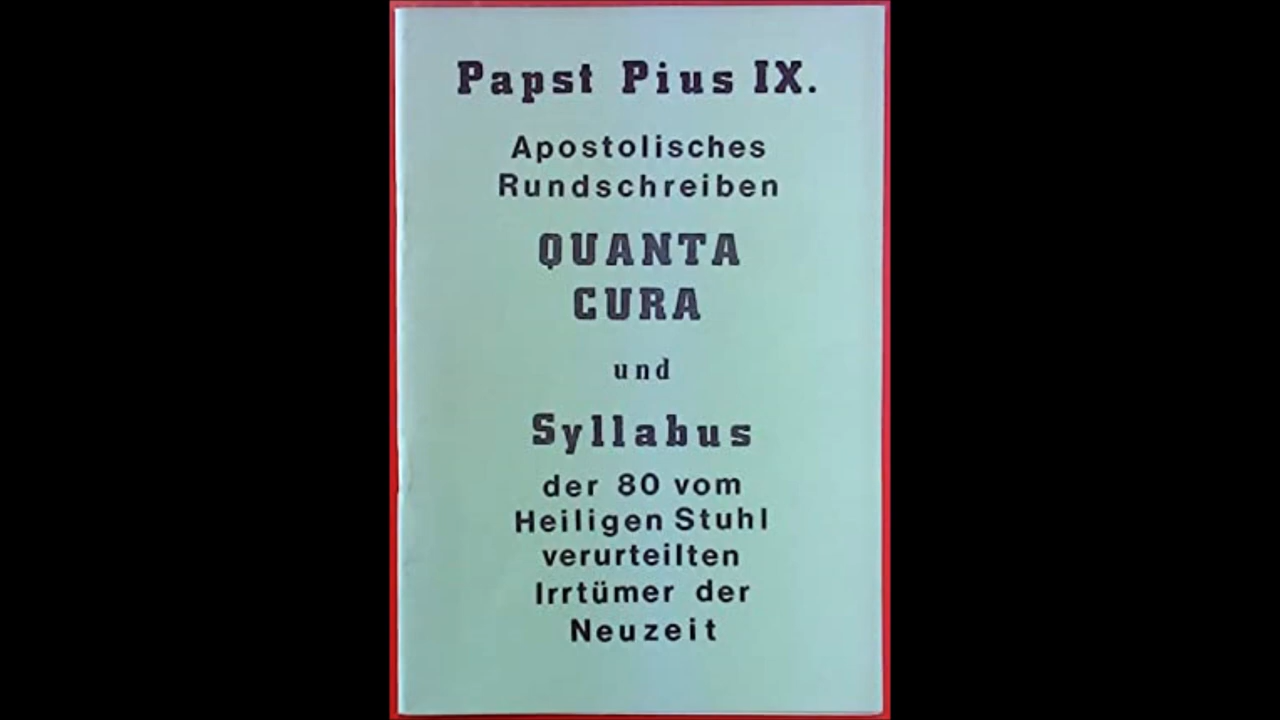 Papst Pius IX.
Apostolisches
Rundschreiben
QUANTA
CURA
und
Syllabus
der 80 vom
Heiligen Stuhl
verurteilten
Irrtümer der
Neuzeit